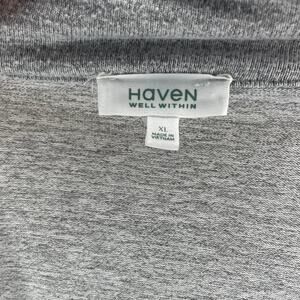 HaveN
WELL WITHIN
XL
MADE IN
VIETNAM